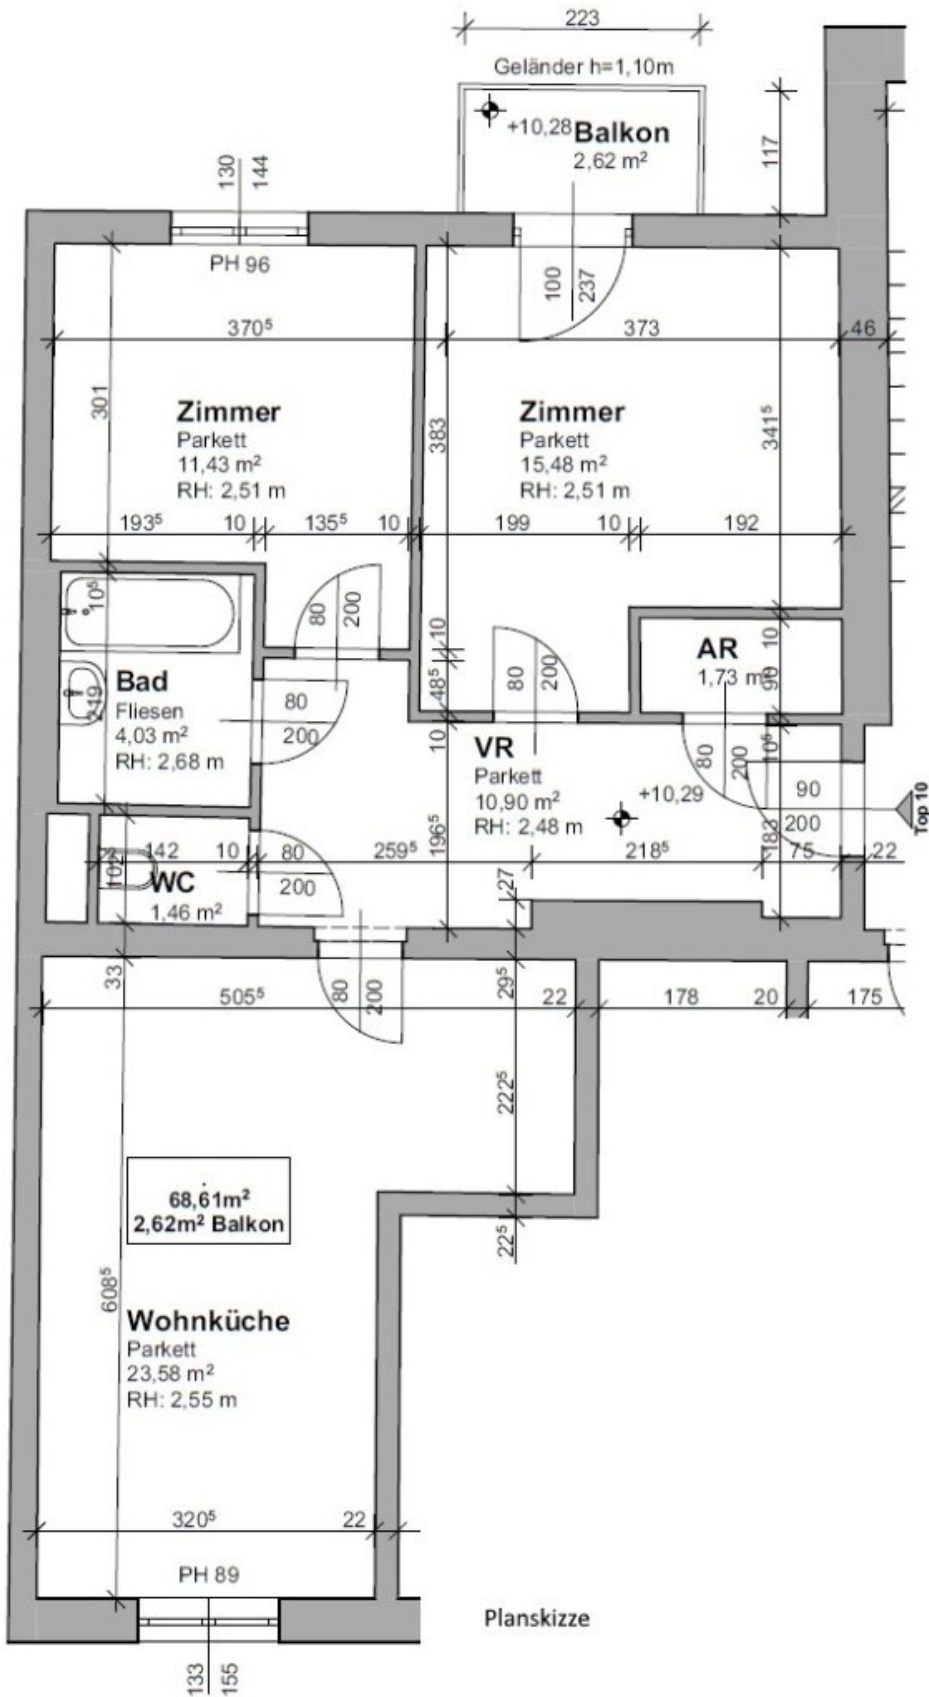 223
Geländer h=1,10m
+10,28
Balkon
2,62 m²
117
130
144
PH 96
100
237
370⁵
373
46
301
383
341⁵
Zimmer
Parkett
11,43 m²
RH: 2,51 m
Zimmer
Parkett
15,48 m²
RH: 2,51 m
193⁵
10
135⁵
10
199
10
192
10⁵
80
200
10
48⁵
80
200
10
90
AR
1,73 m²
Bad
Fliesen
4,03 m²
RH: 2,68 m
219
80
200
10
VR
Parkett
10,90 m²
RH: 2,48 m
+10,29
80
200
10⁵
90
200
Top 10
196⁵
183
142
10
80
200
259⁵
218⁵
75
22
102
WC
1,46 m²
27
33
505⁵
80
200
29⁵
22
178
20
175
222⁵
68,61m²
2,62m² Balkon
22⁵
608⁵
Wohnküche
Parkett
23,58 m²
RH: 2,55 m
320⁵
22
PH 89
Planskizze
133
155